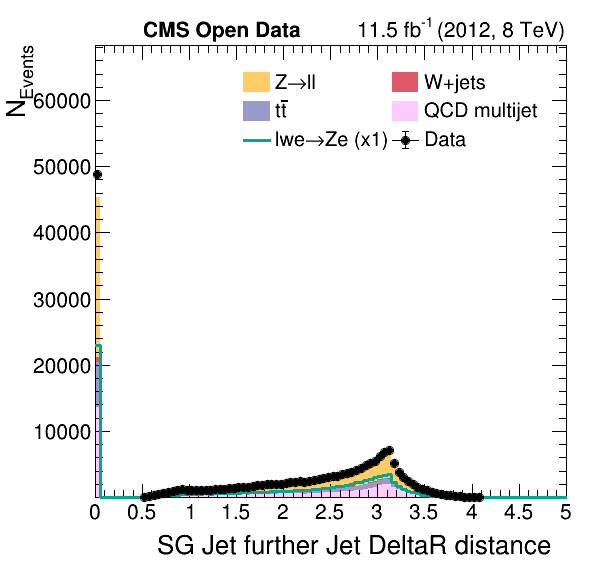 CMS Open Data 11.5 fb⁻¹ (2012, 8 TeV)
N_Events
Z→ll W+jets
tt̄ QCD multijet
lwe→Ze (x1) Data
60000
50000
40000
30000
20000
10000
0 0.5 1 1.5 2 2.5 3 3.5 4 4.5 5
SG Jet further Jet DeltaR distance